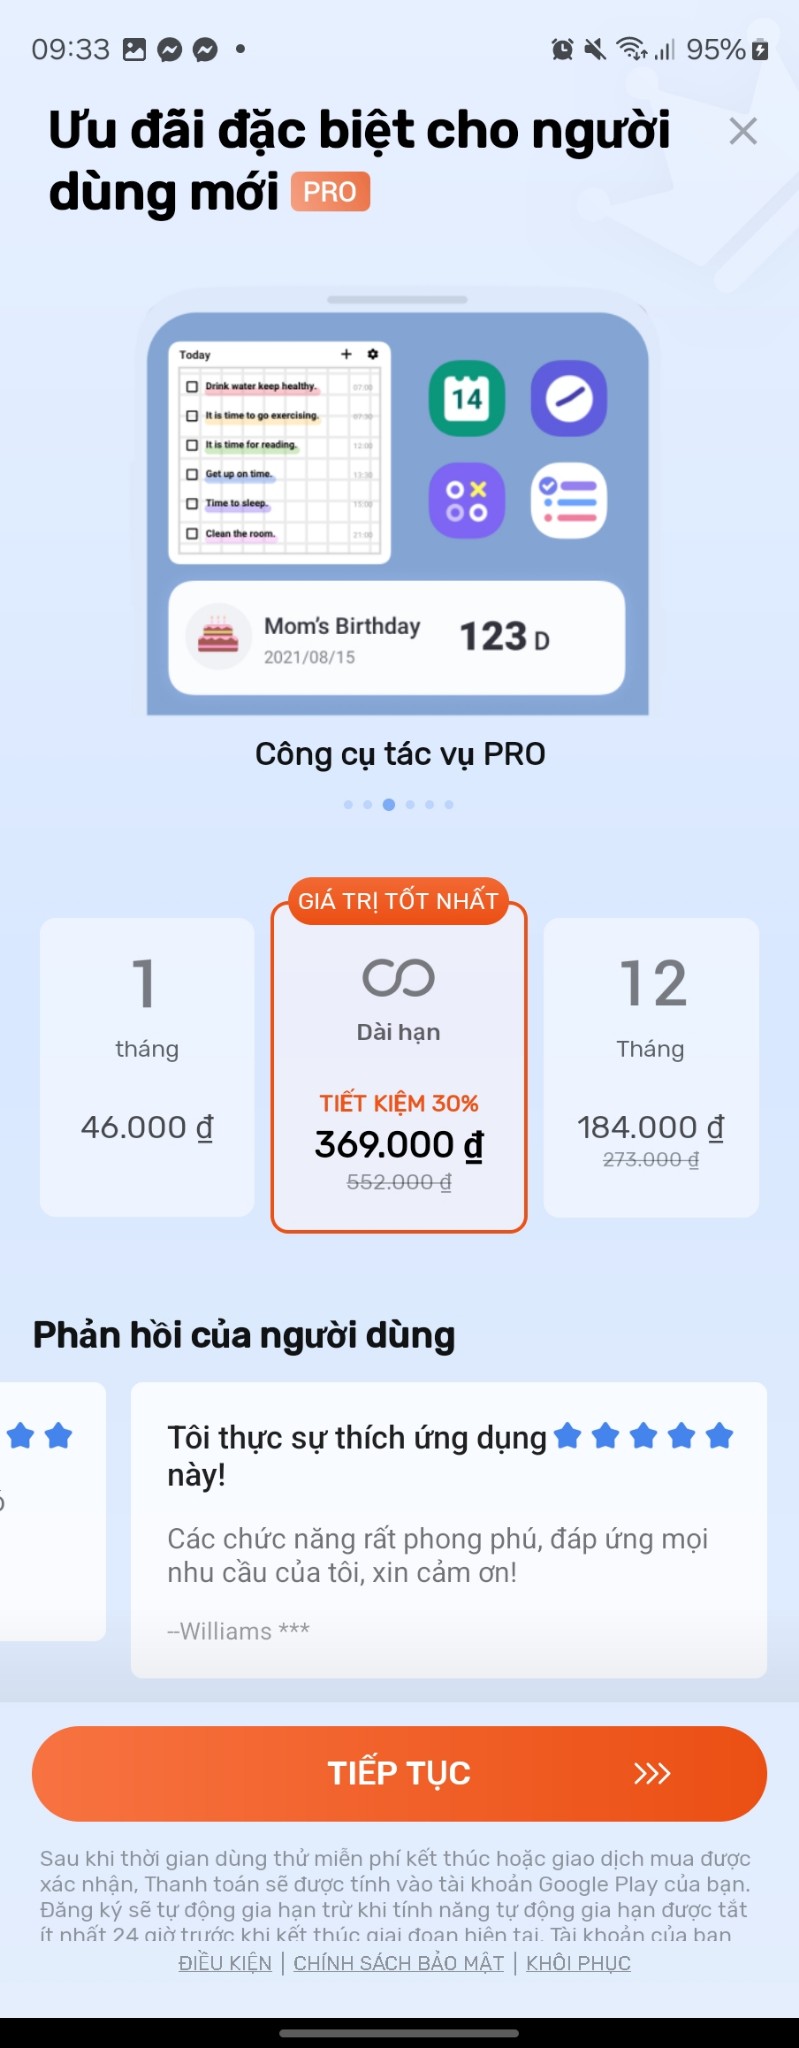 09:33
95%
Ưu đãi đặc biệt cho người
dùng mới PRO
Today
Drink water keep healthy. 07:00
It is time to go exercising. 07:30
It is time for reading. 12:00
Get up on time. 13:30
Time to sleep. 15:00
Clean the room. 21:00
14
Mom's Birthday
2021/08/15
123 D
Công cụ tác vụ PRO
GIÁ TRỊ TỐT NHẤT
1
tháng
46.000 ₫
Dài hạn
TIẾT KIỆM 30%
369.000 ₫
552.000 ₫
12
Tháng
184.000 ₫
273.000 ₫
Phản hồi của người dùng
Tôi thực sự thích ứng dụng
này!
Các chức năng rất phong phú, đáp ứng mọi
nhu cầu của tôi, xin cảm ơn!
--Williams ***
TIẾP TỤC
Sau khi thời gian dùng thử miễn phí kết thúc hoặc giao dịch mua được
xác nhận, Thanh toán sẽ được tính vào tài khoản Google Play của bạn.
Đăng ký sẽ tự động gia hạn trừ khi tính năng tự động gia hạn được tắt
ít nhất 24 giờ trước khi kết thúc giai đoạn hiện tại. Tài khoản của bạn
ĐIỀU KIỆN | CHÍNH SÁCH BẢO MẬT | KHÔI PHỤC